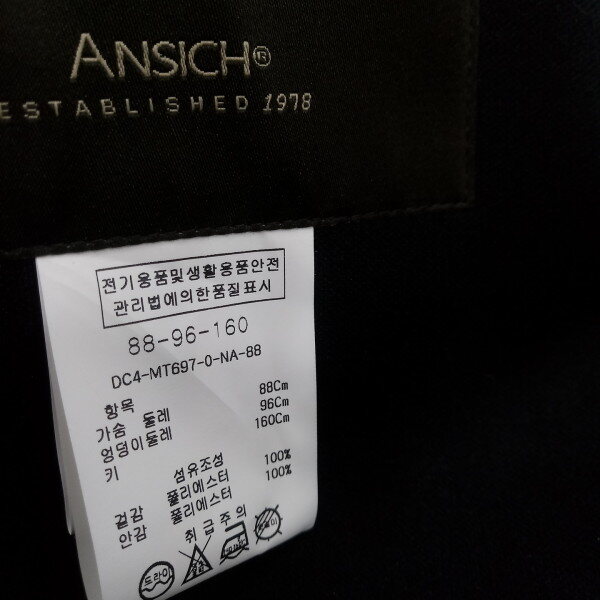 ANSICH®
ESTABLISHED 1978
전기용품및생활용품안전
관리법에의한품질표시
88-96-160
DC4-MT697-0-NA-88
항목
가슴 둘레 88Cm
엉덩이둘레 96Cm
키 160Cm
섬유조성
겉감 폴리에스터 100%
안감 폴리에스터 100%
취급주의
드라이